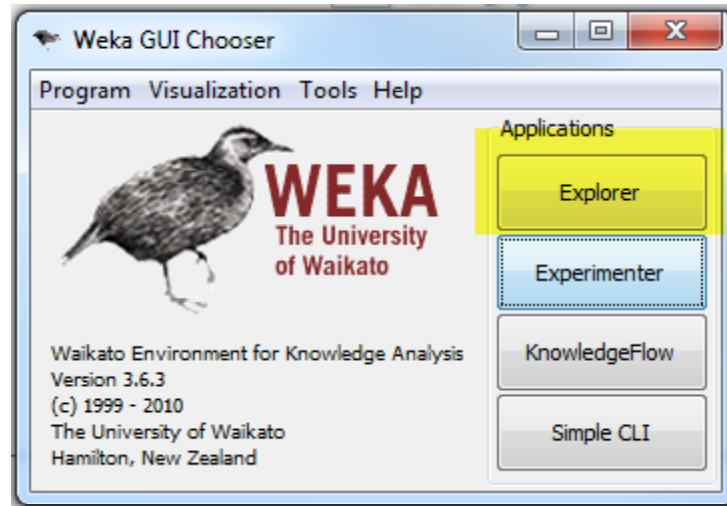 Weka GUI Chooser
Program Visualization Tools Help
WEKA
The University
of Waikato
Waikato Environment for Knowledge Analysis
Version 3.6.3
(c) 1999 - 2010
The University of Waikato
Hamilton, New Zealand
Applications
Explorer
Experimenter
KnowledgeFlow
Simple CLI